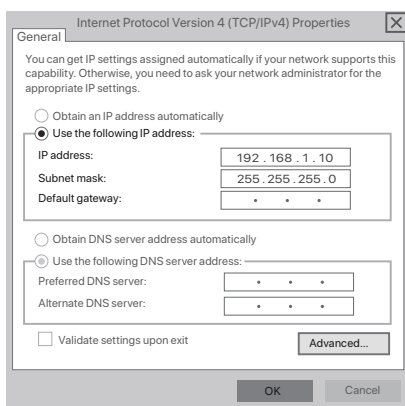 Internet Protocol Version 4 (TCP/IPv4) Properties
General
You can get IP settings assigned automatically if your network supports this
capability. Otherwise, you need to ask your network administrator for the
appropriate IP settings.
Obtain an IP address automatically
Use the following IP address:
IP address: 192 . 168 . 1 . 10
Subnet mask: 255 . 255 . 255 . 0
Default gateway: . . .
Obtain DNS server address automatically
Use the following DNS server address:
Preferred DNS server: . . .
Alternate DNS server: . . .
Validate settings upon exit
Advanced...
OK Cancel